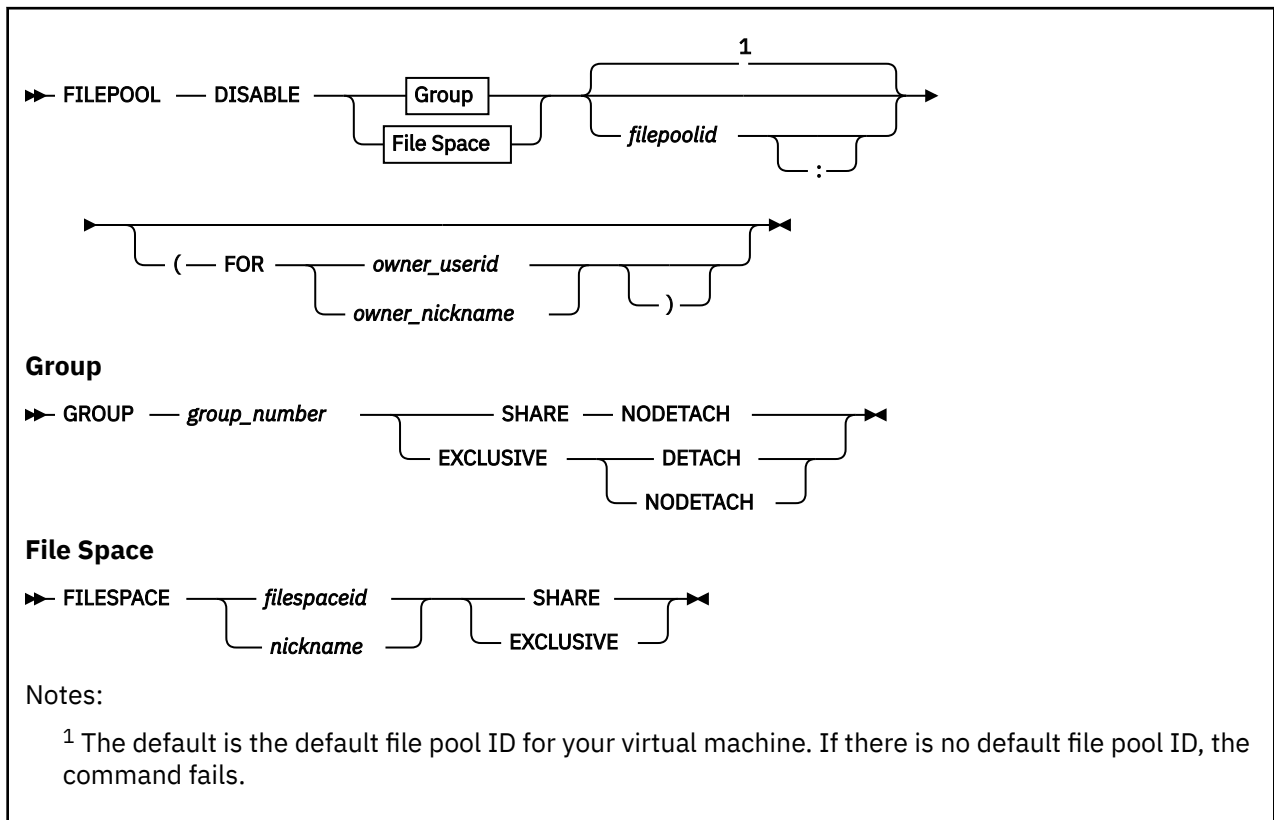 1
FILEPOOL DISABLE Group
File Space
filepoolid
:
( FOR owner_userid
owner_nickname
)
Group
GROUP group_number SHARE NODETACH
EXCLUSIVE DETACH
NODETACH
File Space
FILESPACE filespaceid SHARE
nickname EXCLUSIVE
Notes:
1 The default is the default file pool ID for your virtual machine. If there is no default file pool ID, the
command fails.